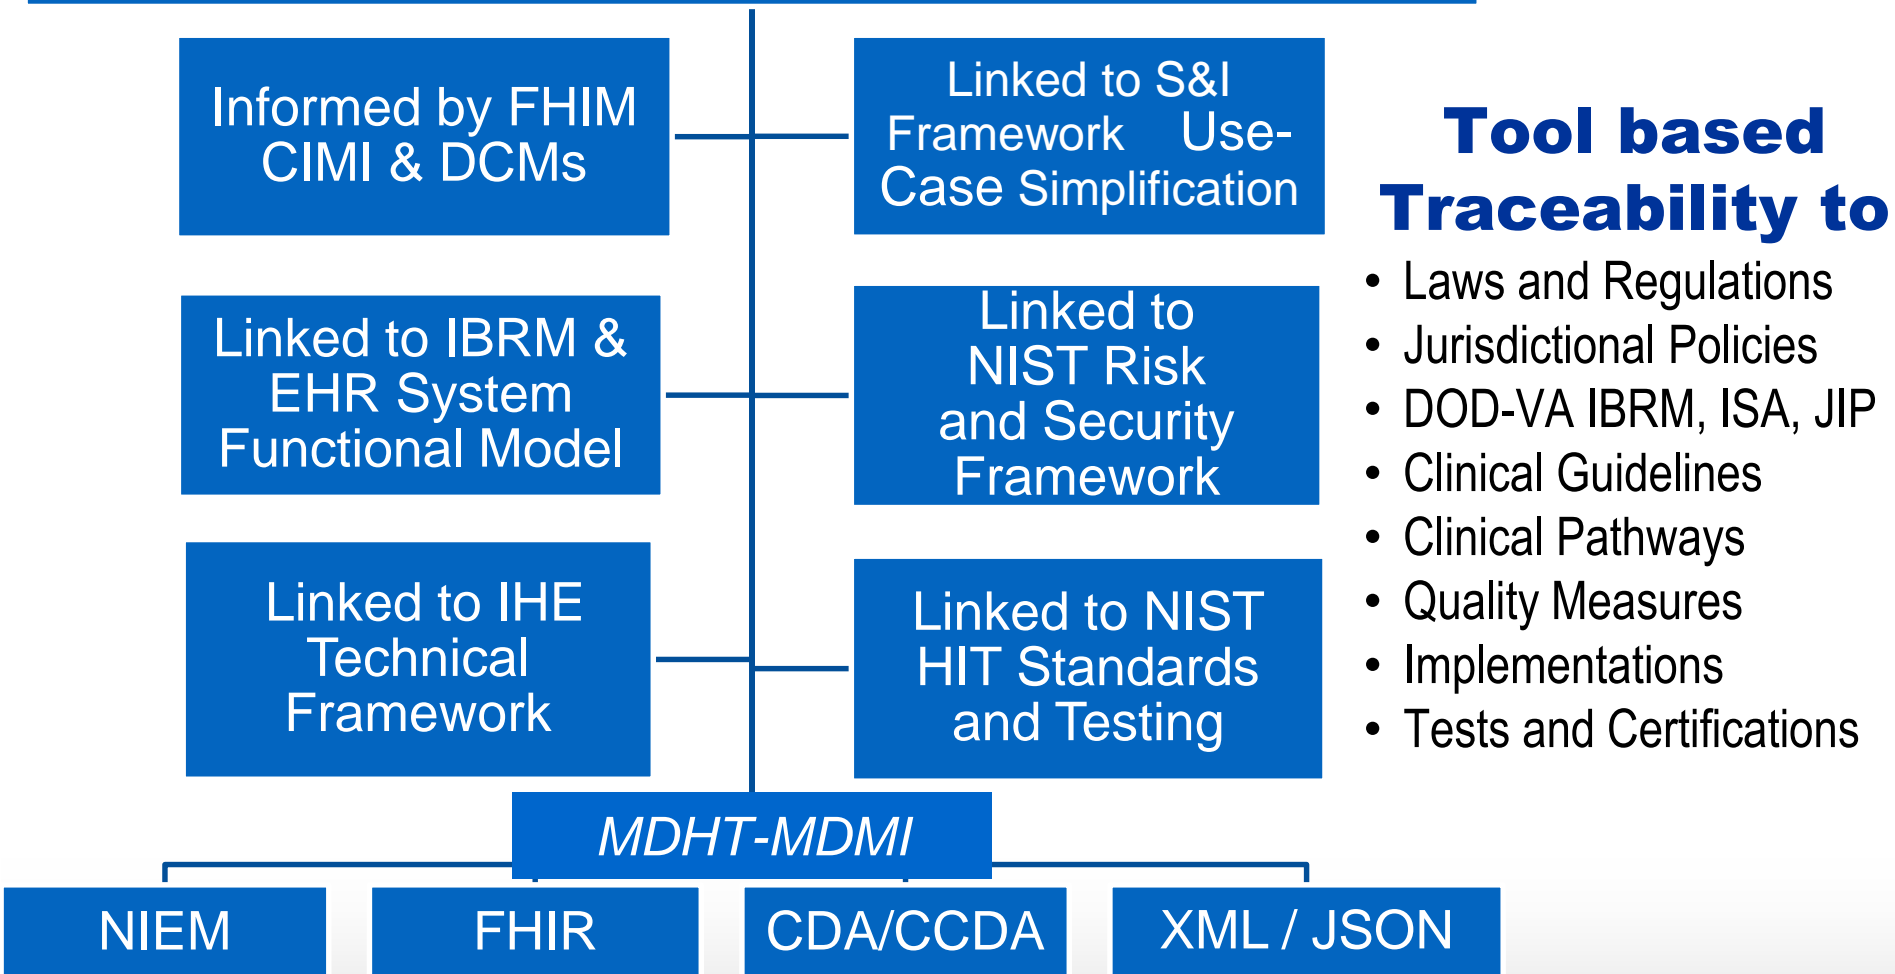 Informed by FHIM
CIMI & DCMs
Linked to S&I
Framework Use-
Case Simplification
Linked to IBRM &
EHR System
Functional Model
Linked to
NIST Risk
and Security
Framework
Linked to IHE
Technical
Framework
Linked to NIST
HIT Standards
and Testing
MDHT-MDMI
NIEM
FHIR
CDA/CCDA
XML / JSON
Tool based
Traceability to
• Laws and Regulations
• Jurisdictional Policies
• DOD-VA IBRM, ISA, JIP
• Clinical Guidelines
• Clinical Pathways
• Quality Measures
• Implementations
• Tests and Certifications